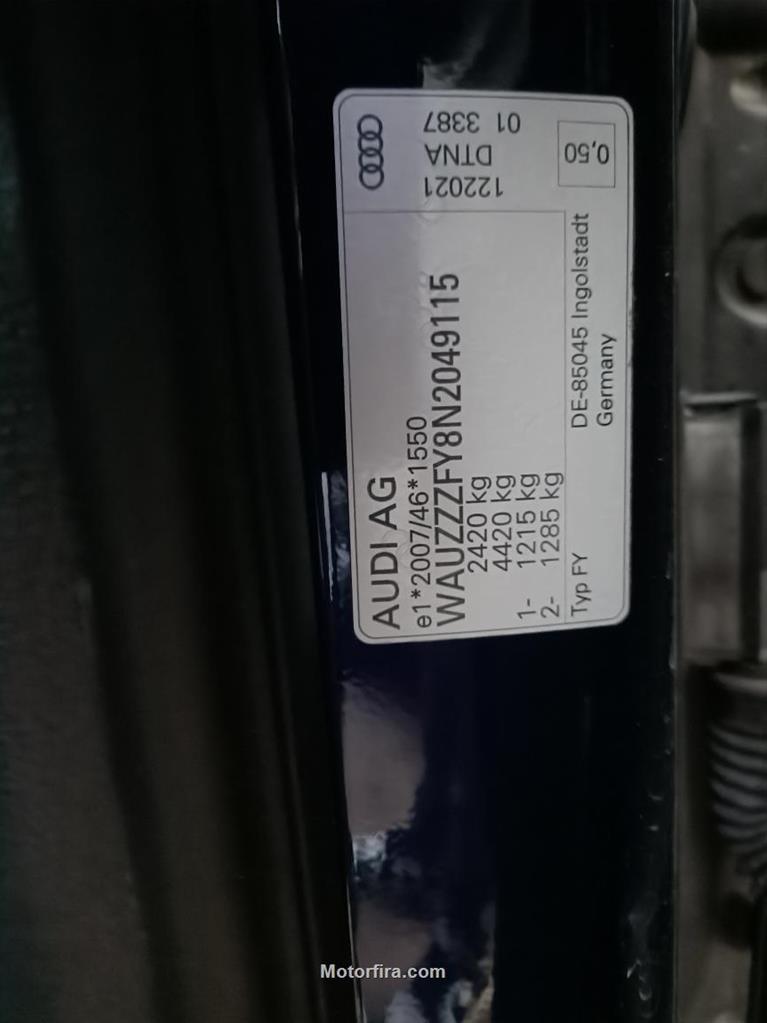 AUDI AG
e1*2007/46*1550
WAUZZZFY8N2049115
2420 kg
4420 kg
1- 1215 kg
2- 1285 kg
Typ FY
DE-85045 Ingolstadt
Germany
01 3387
DTNA
122021
0,50
Motorfira.com